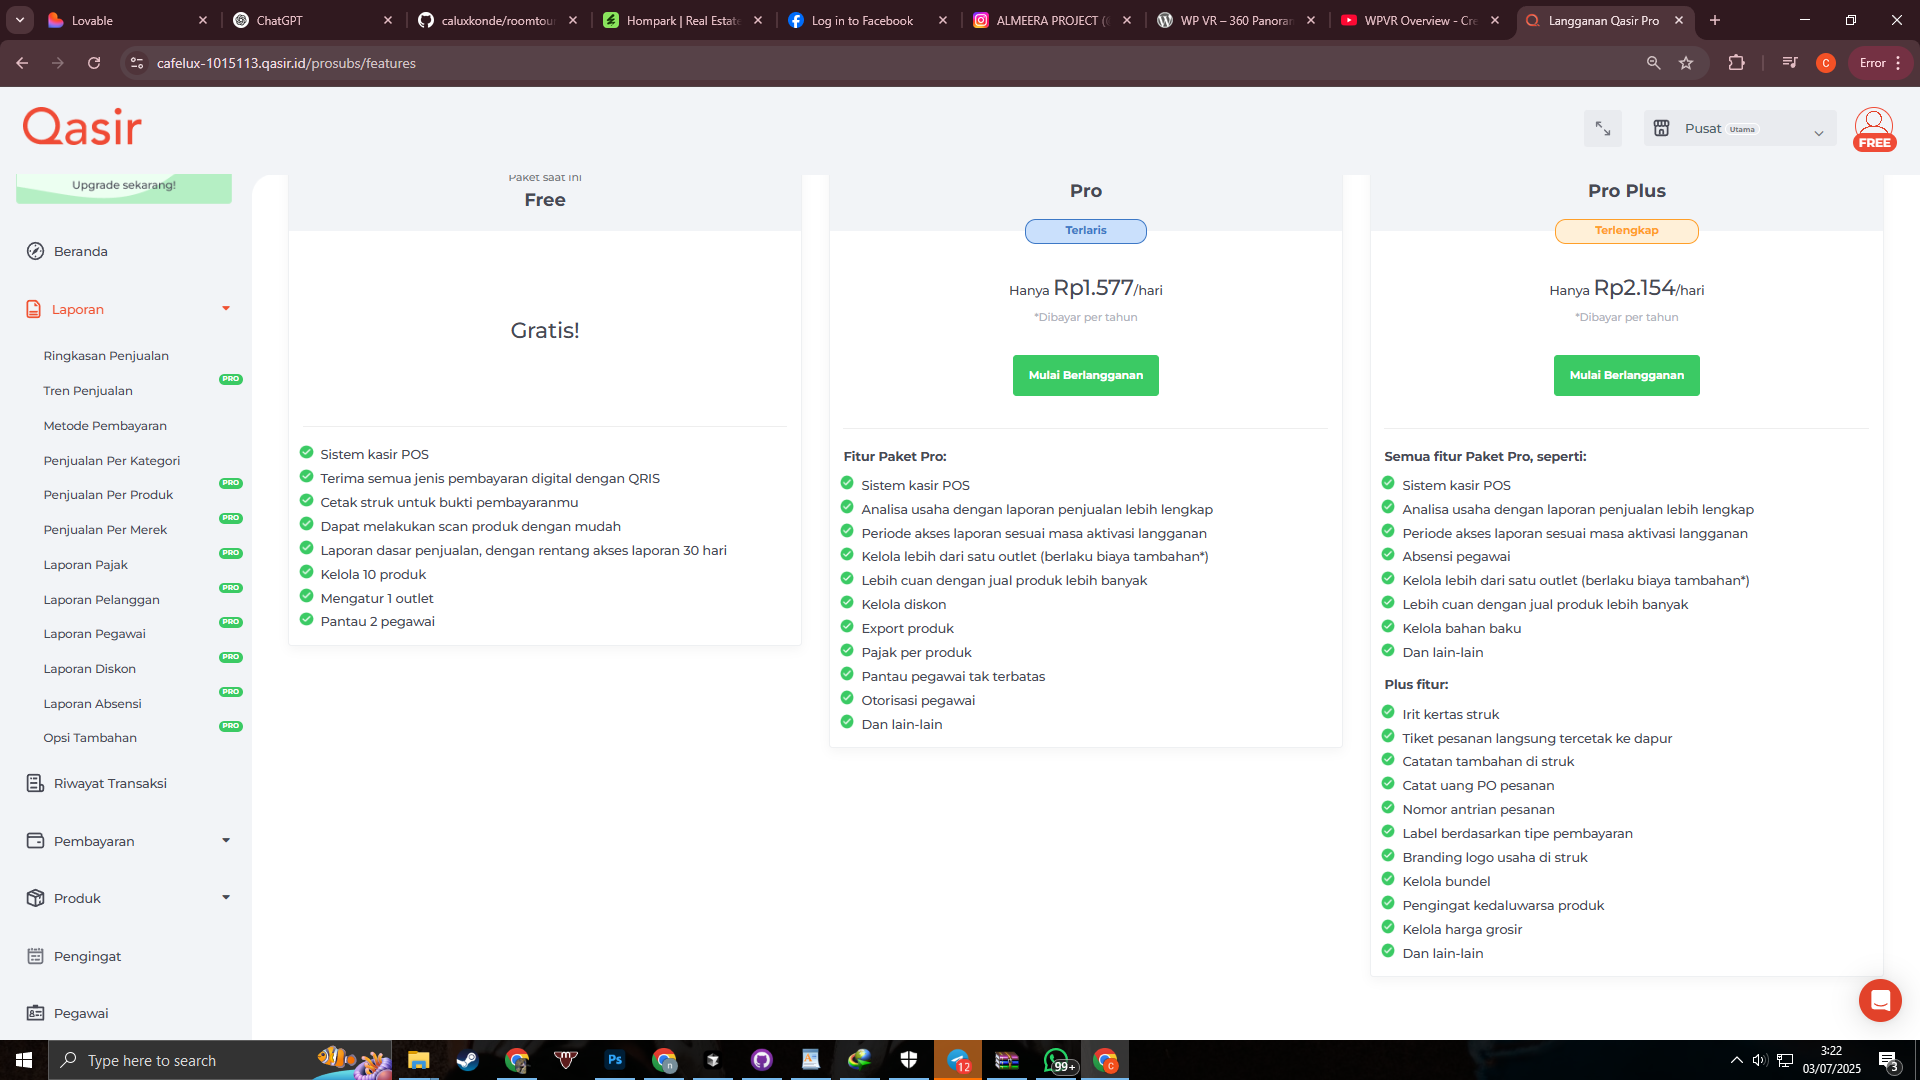 Lovable
ChatGPT
caluxkonde/roomtou
Hompark | Real Estate
Log in to Facebook
ALMEERA PROJECT (
WP VR – 360 Panoran
WPVR Overview - Cre
Langganan Qasir Pro
cafelux-1015113.qasir.id/prosubs/features
C
Error
Qasir
Pusat Utama
FREE
Upgrade sekarang!
Beranda
Laporan
Ringkasan Penjualan
Tren Penjualan PRO
Metode Pembayaran
Penjualan Per Kategori
Penjualan Per Produk PRO
Penjualan Per Merek PRO
Laporan Pajak PRO
Laporan Pelanggan PRO
Laporan Pegawai PRO
Laporan Diskon PRO
Laporan Absensi PRO
Opsi Tambahan PRO
Riwayat Transaksi
Pembayaran
Produk
Pengingat
Pegawai
Paket saat ini
Free
Gratis!
Sistem kasir POS
Terima semua jenis pembayaran digital dengan QRIS
Cetak struk untuk bukti pembayaranmu
Dapat melakukan scan produk dengan mudah
Laporan dasar penjualan, dengan rentang akses laporan 30 hari
Kelola 10 produk
Mengatur 1 outlet
Pantau 2 pegawai
Pro
Terlaris
Hanya Rp1.577/hari
*Dibayar per tahun
Mulai Berlangganan
Fitur Paket Pro:
Sistem kasir POS
Analisa usaha dengan laporan penjualan lebih lengkap
Periode akses laporan sesuai masa aktivasi langganan
Kelola lebih dari satu outlet (berlaku biaya tambahan*)
Lebih cuan dengan jual produk lebih banyak
Kelola diskon
Export produk
Pajak per produk
Pantau pegawai tak terbatas
Otorisasi pegawai
Dan lain-lain
Pro Plus
Terlengkap
Hanya Rp2.154/hari
*Dibayar per tahun
Mulai Berlangganan
Semua fitur Paket Pro, seperti:
Sistem kasir POS
Analisa usaha dengan laporan penjualan lebih lengkap
Periode akses laporan sesuai masa aktivasi langganan
Absensi pegawai
Kelola lebih dari satu outlet (berlaku biaya tambahan*)
Lebih cuan dengan jual produk lebih banyak
Kelola bahan baku
Dan lain-lain
Plus fitur:
Irit kertas struk
Tiket pesanan langsung tercetak ke dapur
Catatan tambahan di struk
Catat uang PO pesanan
Nomor antrian pesanan
Label berdasarkan tipe pembayaran
Branding logo usaha di struk
Kelola bundel
Pengingat kedaluwarsa produk
Kelola harga grosir
Dan lain-lain
Type here to search
Ps
12
99+
3:22
03/07/2025
3